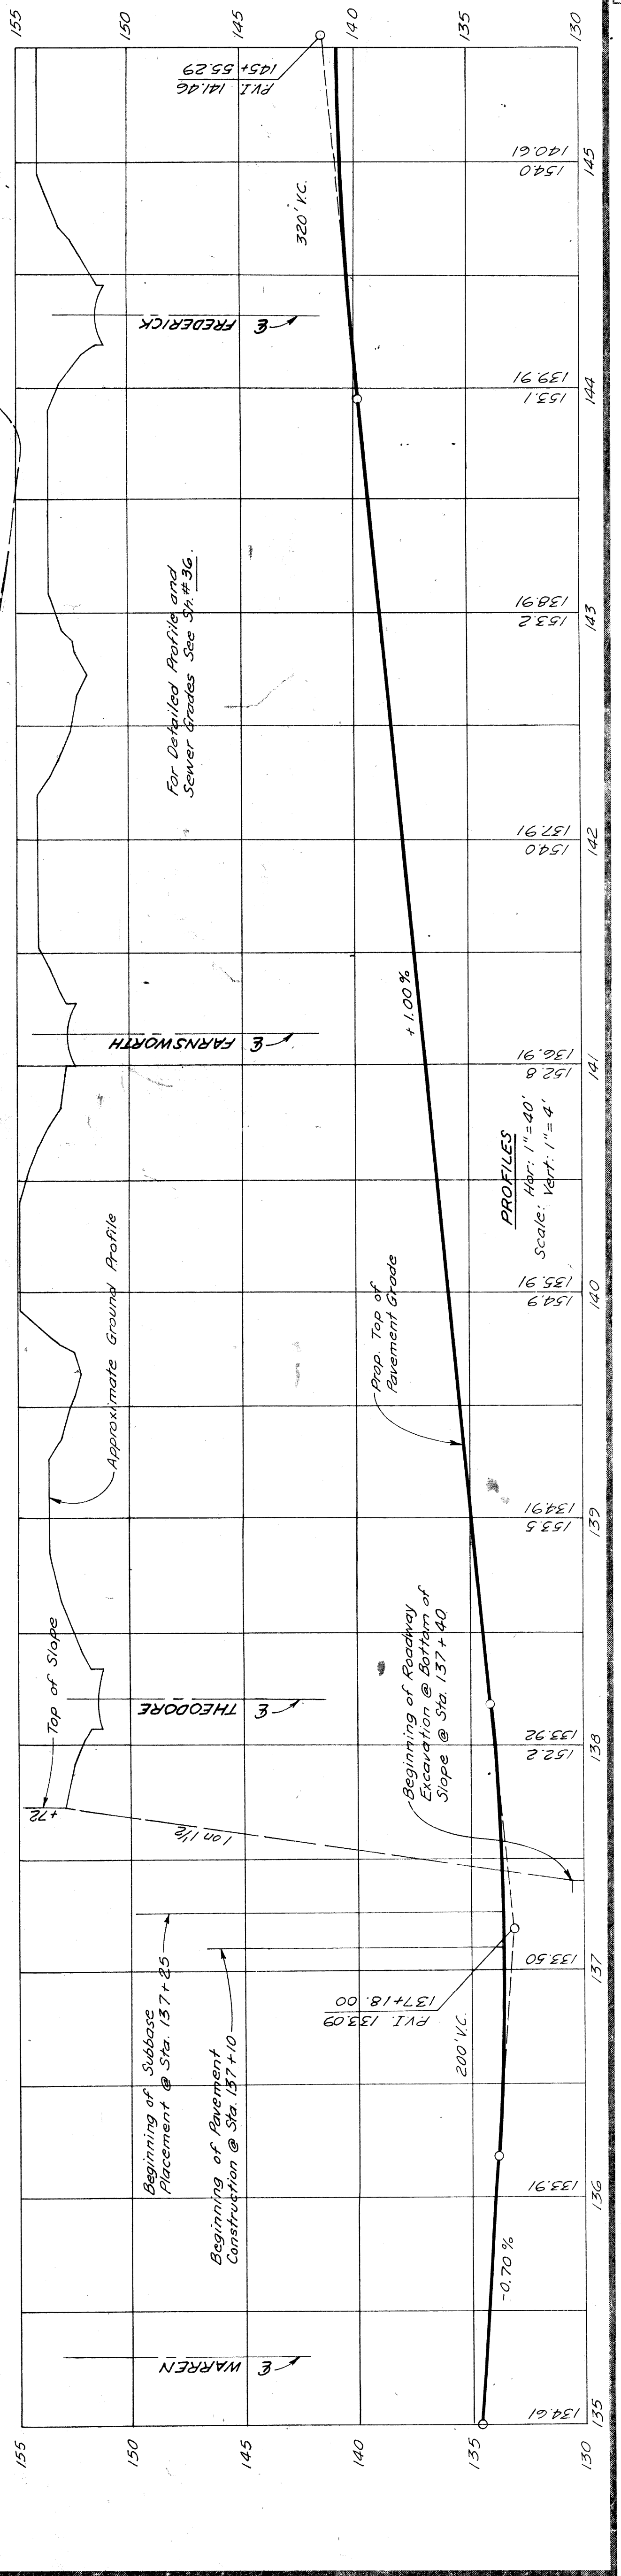 155
150
145
140
135
130
155
150
145
140
135
130
WARREN
Beginning of Subbase
Placement @ Sta. 137+25
Beginning of Pavement
Construction @ Sta. 137+10
-0.70 %
200' V.C.
P.V.I. 133.09
137+18.00
+72
Top of Slope
1 on 1½
THEODORE
Beginning of Roadway
Excavation @ Bottom of
Slope @ Sta. 137+40
Approximate Ground Profile
Prop. Top of
Pavement Grade
FARNSWORTH
+1.00 %
PROFILES
Scale: Hor: 1"=40'
Vert: 1"=4'
For Detailed Profile and
Sewer Grades See Sh. #36.
FREDERICK
320' V.C.
P.V.I. 141.46
145+55.29
134.61
133.91
133.50
152.2
133.92
153.5
134.91
154.9
135.91
152.8
136.91
154.0
137.91
153.2
138.91
153.1
139.91
154.0
140.61
135
136
137
138
139
140
141
142
143
144
145